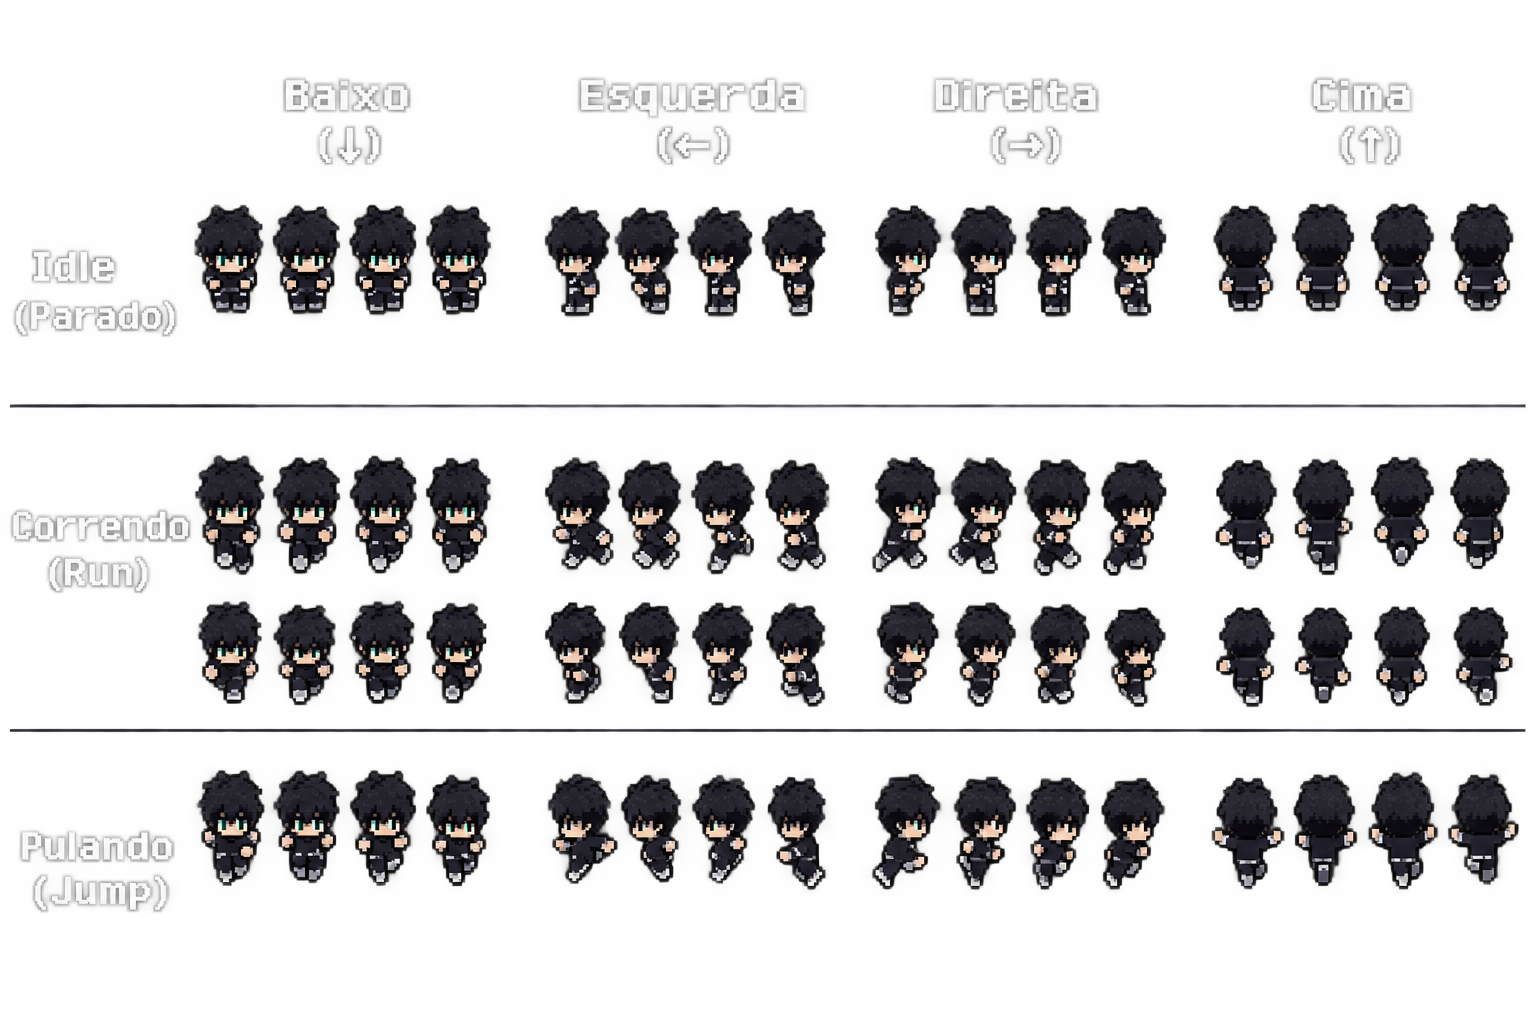 Baixo
(↓)
Esquerda
(←)
Direita
(→)
Cima
(↑)
Idle
(Parado)
Correndo
(Run)
Pulando
(Jump)